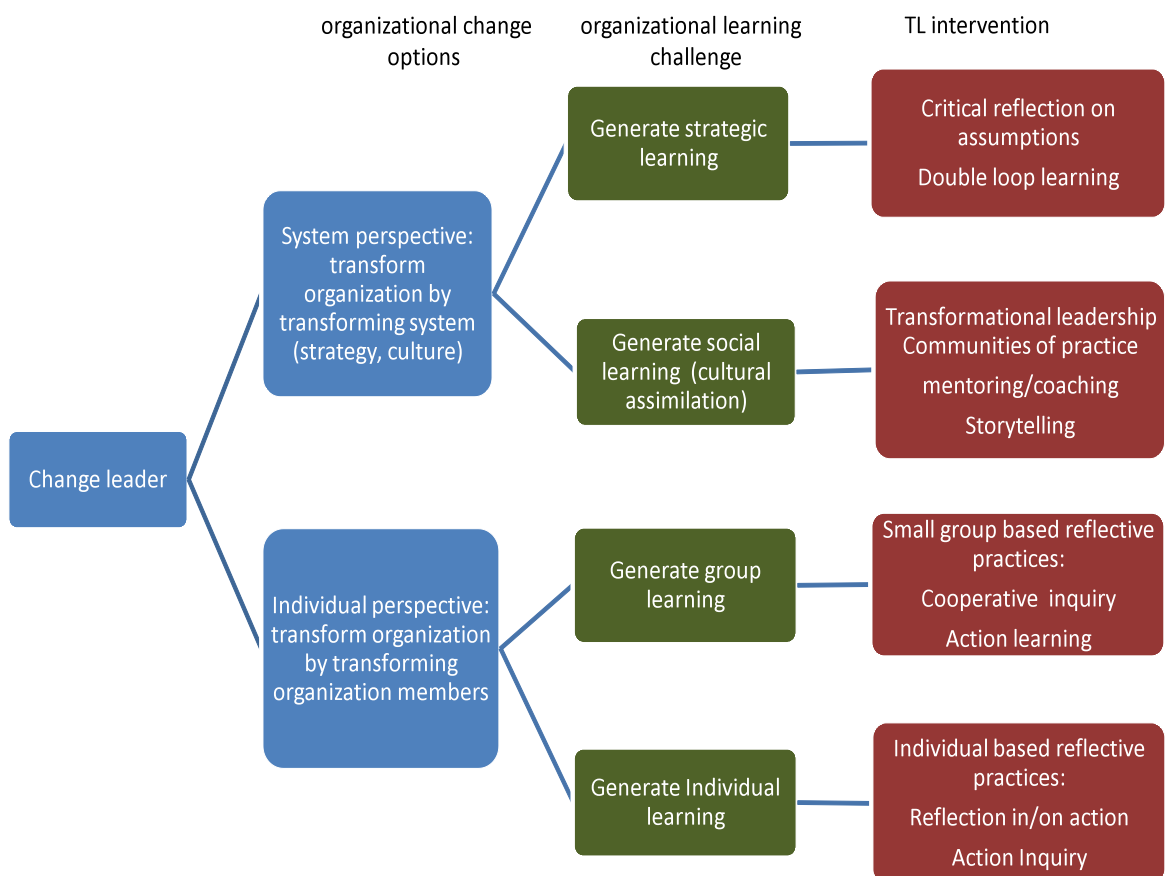 organizational change
options
organizational learning
challenge
TL intervention
Change leader
System perspective:
transform
organization by
transforming system
(strategy, culture)
Individual perspective:
transform organization
by transforming
organization members
Generate strategic
learning
Generate social
learning (cultural
assimilation)
Generate group
learning
Generate Individual
learning
Critical reflection on
assumptions
Double loop learning
Transformational leadership
Communities of practice
mentoring/coaching
Storytelling
Small group based reflective
practices:
Cooperative inquiry
Action learning
Individual based reflective
practices:
Reflection in/on action
Action Inquiry